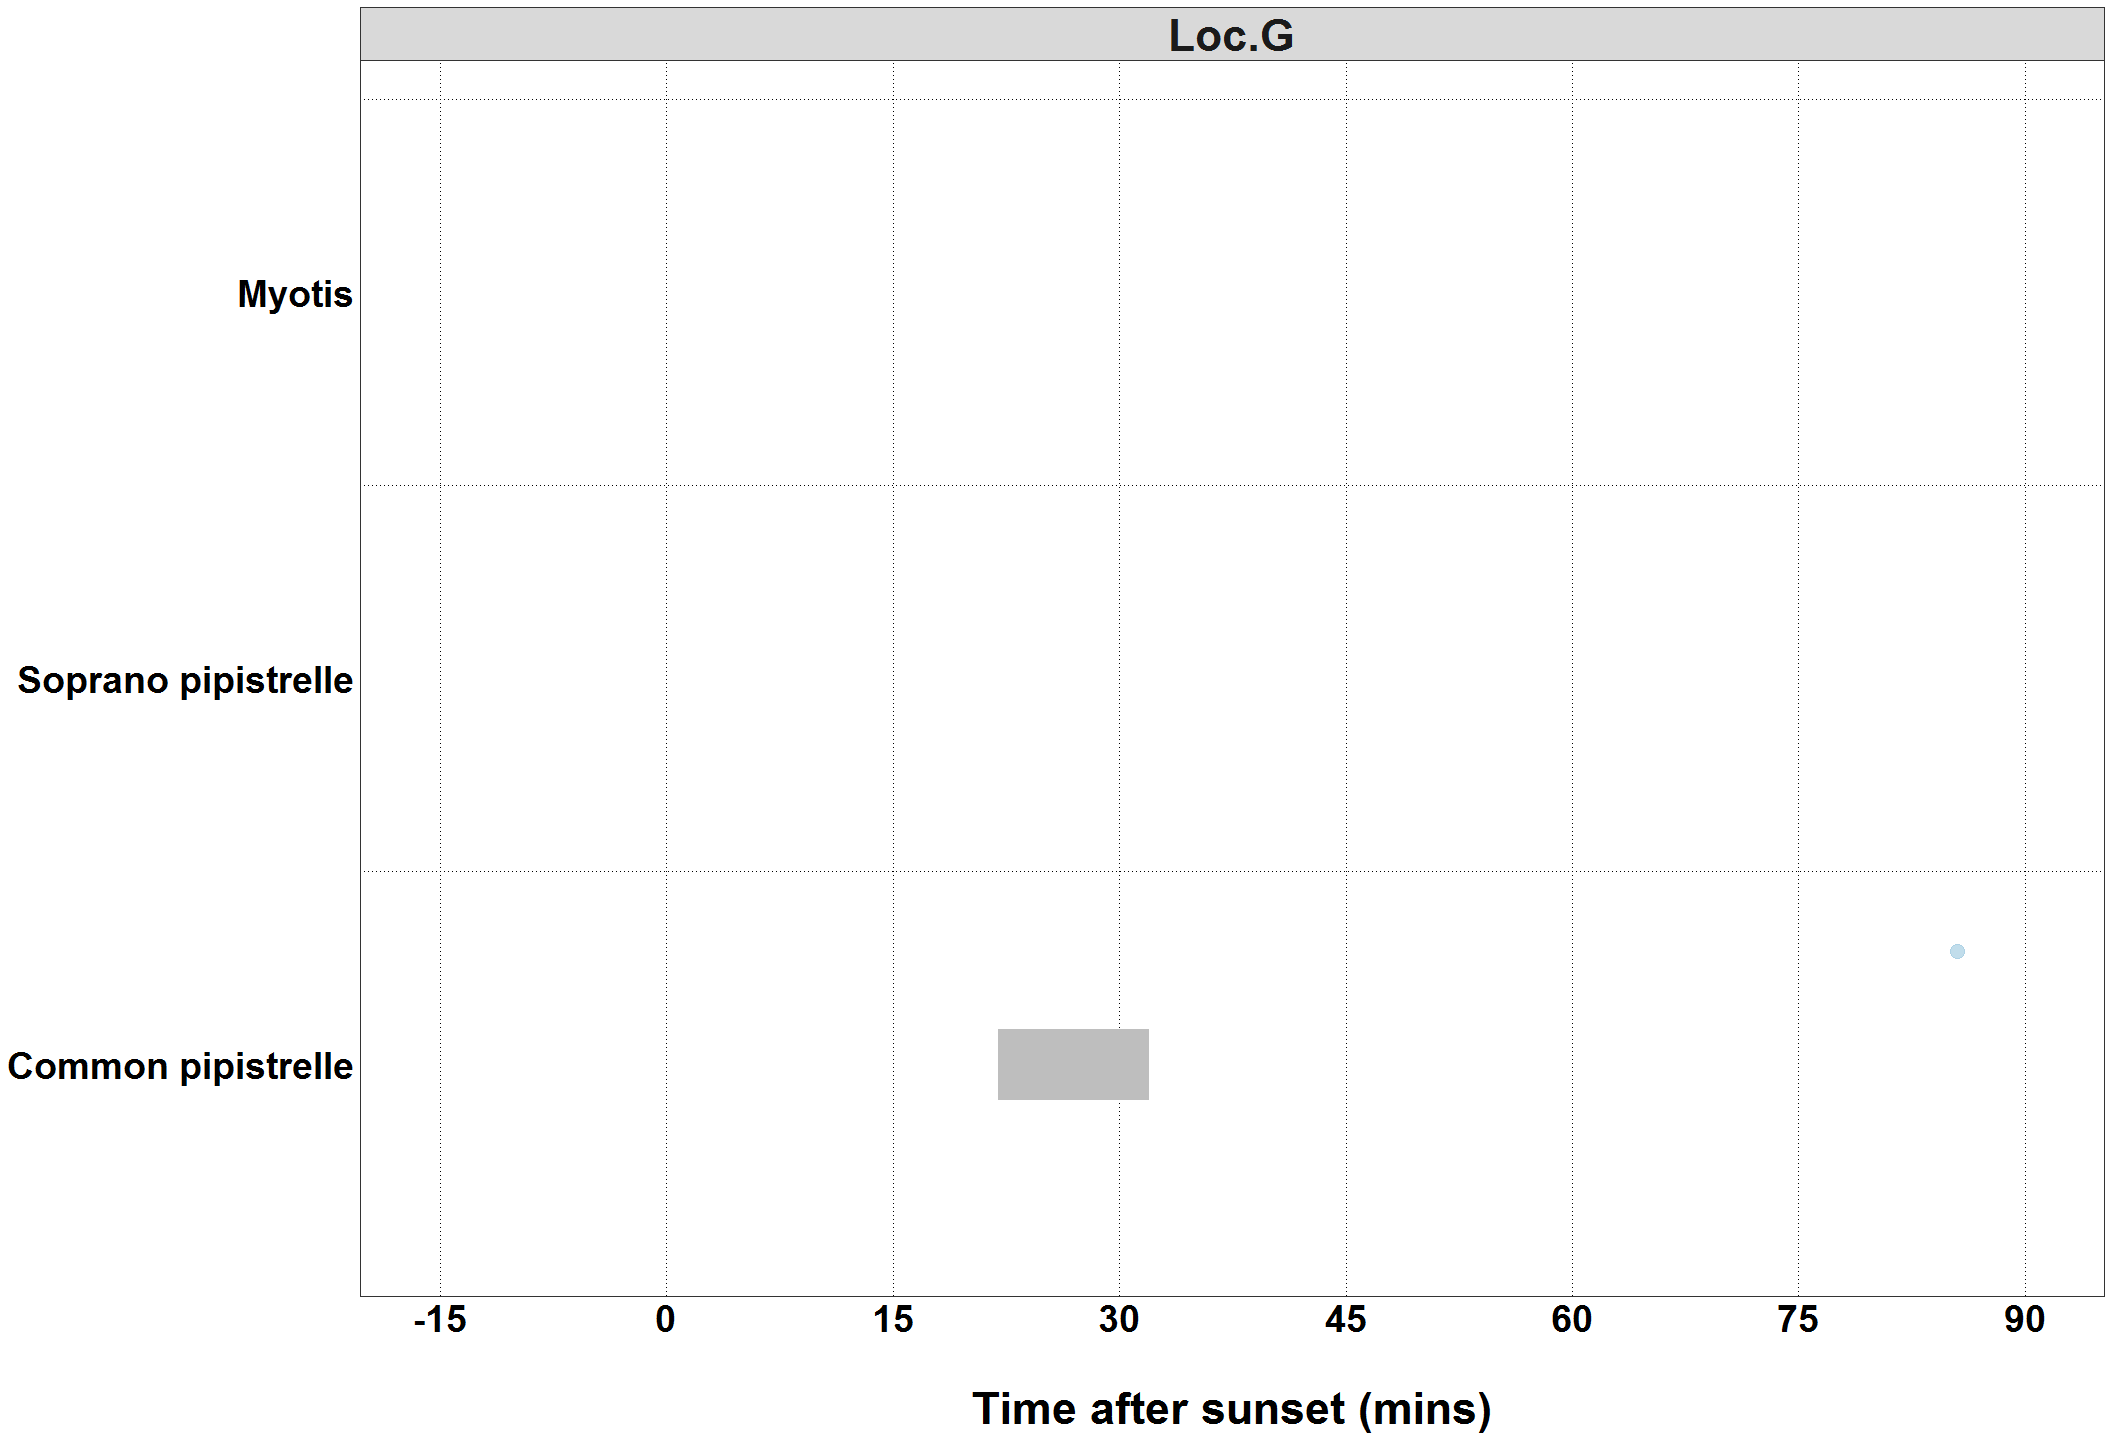 Loc.G
Myotis
Soprano pipistrelle
Common pipistrelle
-15 0 15 30 45 60 75 90
Time after sunset (mins)